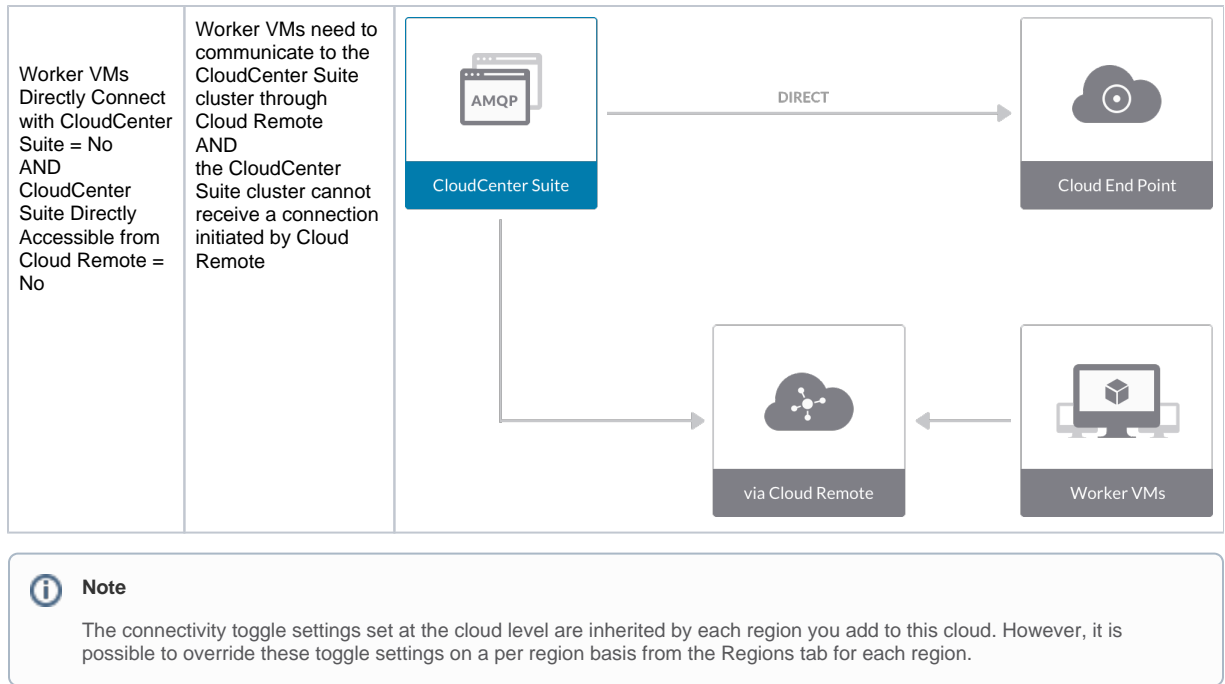 Worker VMs
Directly Connect
with CloudCenter
Suite = No
AND
CloudCenter
Suite Directly
Accessible from
Cloud Remote =
No
Worker VMs need to
communicate to the
CloudCenter Suite
cluster through
Cloud Remote
AND
the CloudCenter
Suite cluster cannot
receive a connection
initiated by Cloud
Remote
AMQP
CloudCenter Suite
DIRECT
Cloud End Point
via Cloud Remote
Worker VMs
Note
The connectivity toggle settings set at the cloud level are inherited by each region you add to this cloud. However, it is
possible to override these toggle settings on a per region basis from the Regions tab for each region.